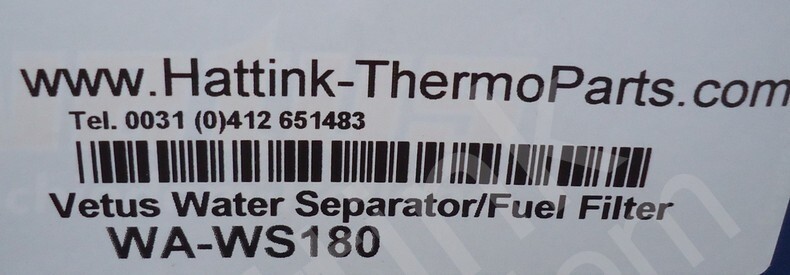 www.Hattink-ThermoParts.com
Tel. 0031 (0)412 651483
Vetus Water Separator/Fuel Filter
WA-WS180